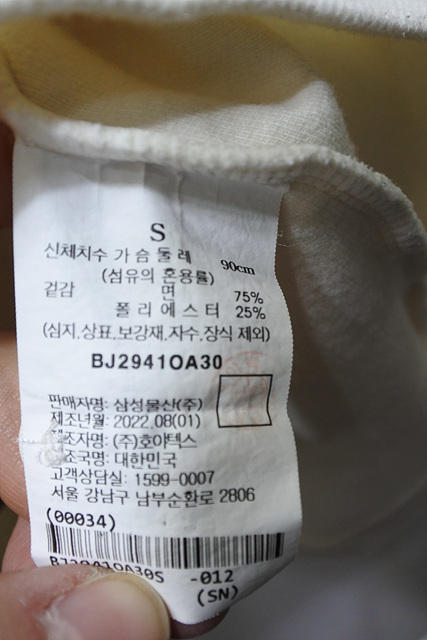 S
신체치수 가슴둘레 90cm
(섬유의 혼용률)
겉감 면 75%
폴리에스터 25%
(심지.상표.보강재.자수.장식 제외)
BJ2941OA30
판매자명: 삼성물산(주)
제조년월: 2022.08(01)
조자명: (주)호야텍스
조국명: 대한민국
고객상담실: 1599-0007
서울 강남구 남부순환로 2806
(00034)
BJ2941OA30S -012
(SN)